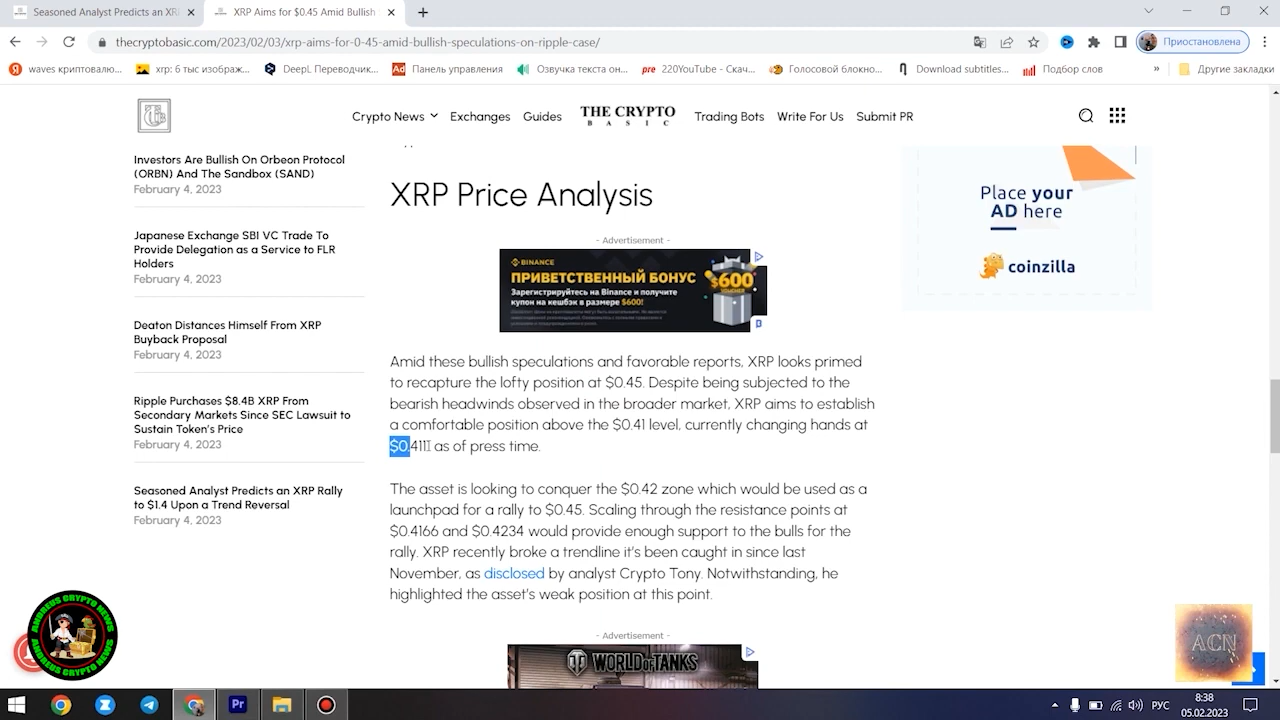 Seasoned Analyst Predicts an XRP
XRP Aims for $0.45 Amid Bullish
thecryptobasic.com/2023/02/03/xrp-aims-for-0-45-amid-bullish-speculations-on-ripple-case/
Приостановлена
waves криптовалю...
xrp: 6 тыс изображ...
DeepL Переводчик...
Панель управления
Озвучка текста он...
220YouTube - Скач...
Голосовой блокно...
Download subtitles...
Подбор слов
»
Другие закладки
Crypto News
Exchanges
Guides
THE CRYPTO
BASIC
Trading Bots
Write For Us
Submit PR
Investors Are Bullish On Orbeon Protocol
(ORBN) And The Sandbox (SAND)
February 4, 2023
Japanese Exchange SBI VC Trade To
Provide Delegation as a Service to FLR
Holders
February 4, 2023
Deaton Distances Himself From XRP
Buyback Proposal
February 4, 2023
Ripple Purchases $8.4B XRP From
Secondary Markets Since SEC Lawsuit to
Sustain Token's Price
February 4, 2023
Seasoned Analyst Predicts an XRP Rally
to $1.4 Upon a Trend Reversal
February 4, 2023
XRP Price Analysis
- Advertisement -
BINANCE
ПРИВЕТСТВЕННЫЙ БОНУС
Зарегистрируйтесь на Binance и получите
купон на кешбэк в размере $600!
$600
VOUCHER
Amid these bullish speculations and favorable reports, XRP looks primed
to recapture the lofty position at $0.45. Despite being subjected to the
bearish headwinds observed in the broader market, XRP aims to establish
a comfortable position above the $0.41 level, currently changing hands at
$0.411 as of press time.
The asset is looking to conquer the $0.42 zone which would be used as a
launchpad for a rally to $0.45. Scaling through the resistance points at
$0.4166 and $0.4234 would provide enough support to the bulls for the
rally. XRP recently broke a trendline it's been caught in since last
November, as disclosed by analyst Crypto Tony. Notwithstanding, he
highlighted the asset's weak position at this point.
- Advertisement -
WORLD OF TANKS
Place your
AD here
coinzilla
ANDREUS CRYPTO NEWS
ANDREUS CRYPTO NEWS
ACN
РУС
8:38
05.02.2023